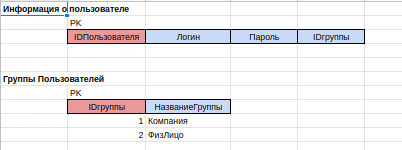 Информация о пользователе
PK
IDПользователя Логин Пароль IDгруппы
Группы Пользователей
PK
IDгруппы НазваниеГруппы
1 Компания
2 ФизЛицо